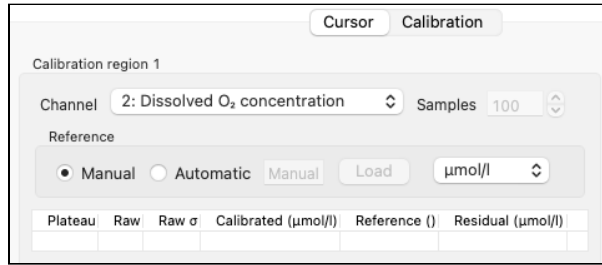 Cursor Calibration
Calibration region 1
Channel 2: Dissolved O₂ concentration Samples 100
Reference
Manual Automatic Manual Load µmol/l
Plateau Raw Raw σ Calibrated (µmol/l) Reference () Residual (µmol/l)